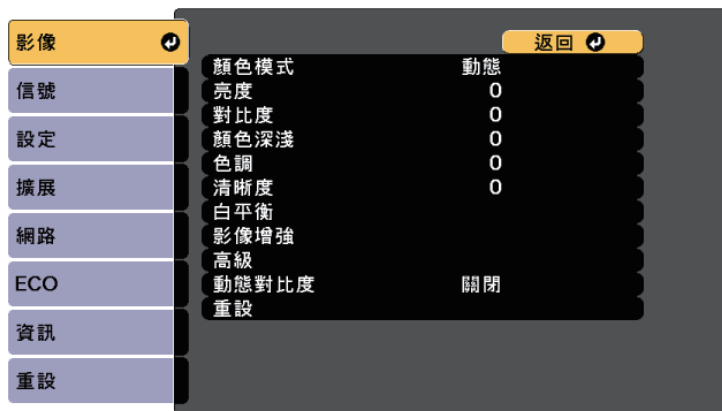 影像
信號
設定
擴展
網路
ECO
資訊
重設
返回
顏色模式 動態
亮度 0
對比度 0
顏色深淺 0
色調 0
清晰度 0
白平衡
影像增強
高級
動態對比度 關閉
重設